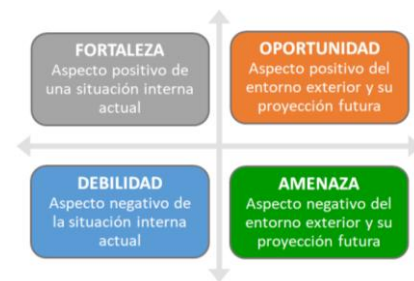 FORTALEZA
Aspecto positivo de
una situación interna
actual
OPORTUNIDAD
Aspecto positivo del
entorno exterior y su
proyección futura
DEBILIDAD
Aspecto negativo de
la situación interna
actual
AMENAZA
Aspecto negativo del
entorno exterior y su
proyección futura